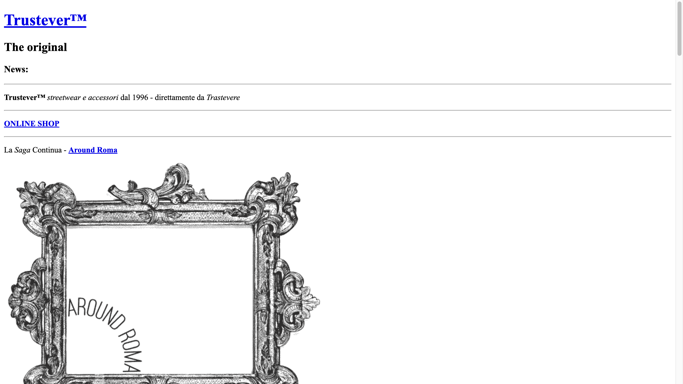 Trustever™
The original
News:
Trustever™ streetwear e accessori dal 1996 - direttamente da Trastevere
ONLINE SHOP
La Saga Continua - Around Roma
AROUND ROMA